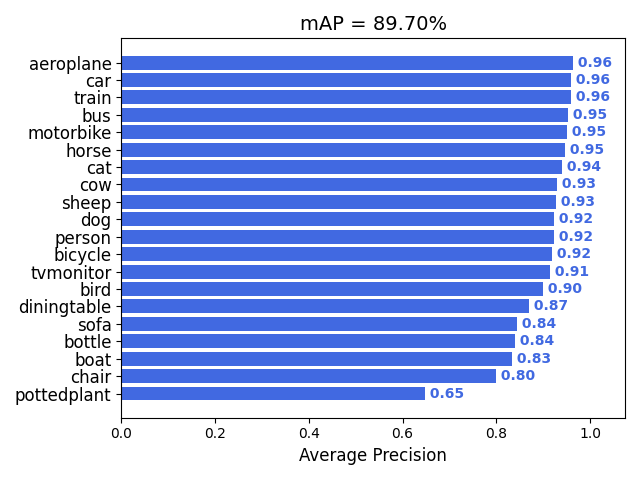 mAP = 89.70%
aeroplane 0.96
car 0.96
train 0.96
bus 0.95
motorbike 0.95
horse 0.95
cat 0.94
cow 0.93
sheep 0.93
dog 0.92
person 0.92
bicycle 0.92
tvmonitor 0.91
bird 0.90
diningtable 0.87
sofa 0.84
bottle 0.84
boat 0.83
chair 0.80
pottedplant 0.65
0.0 0.2 0.4 0.6 0.8 1.0
Average Precision